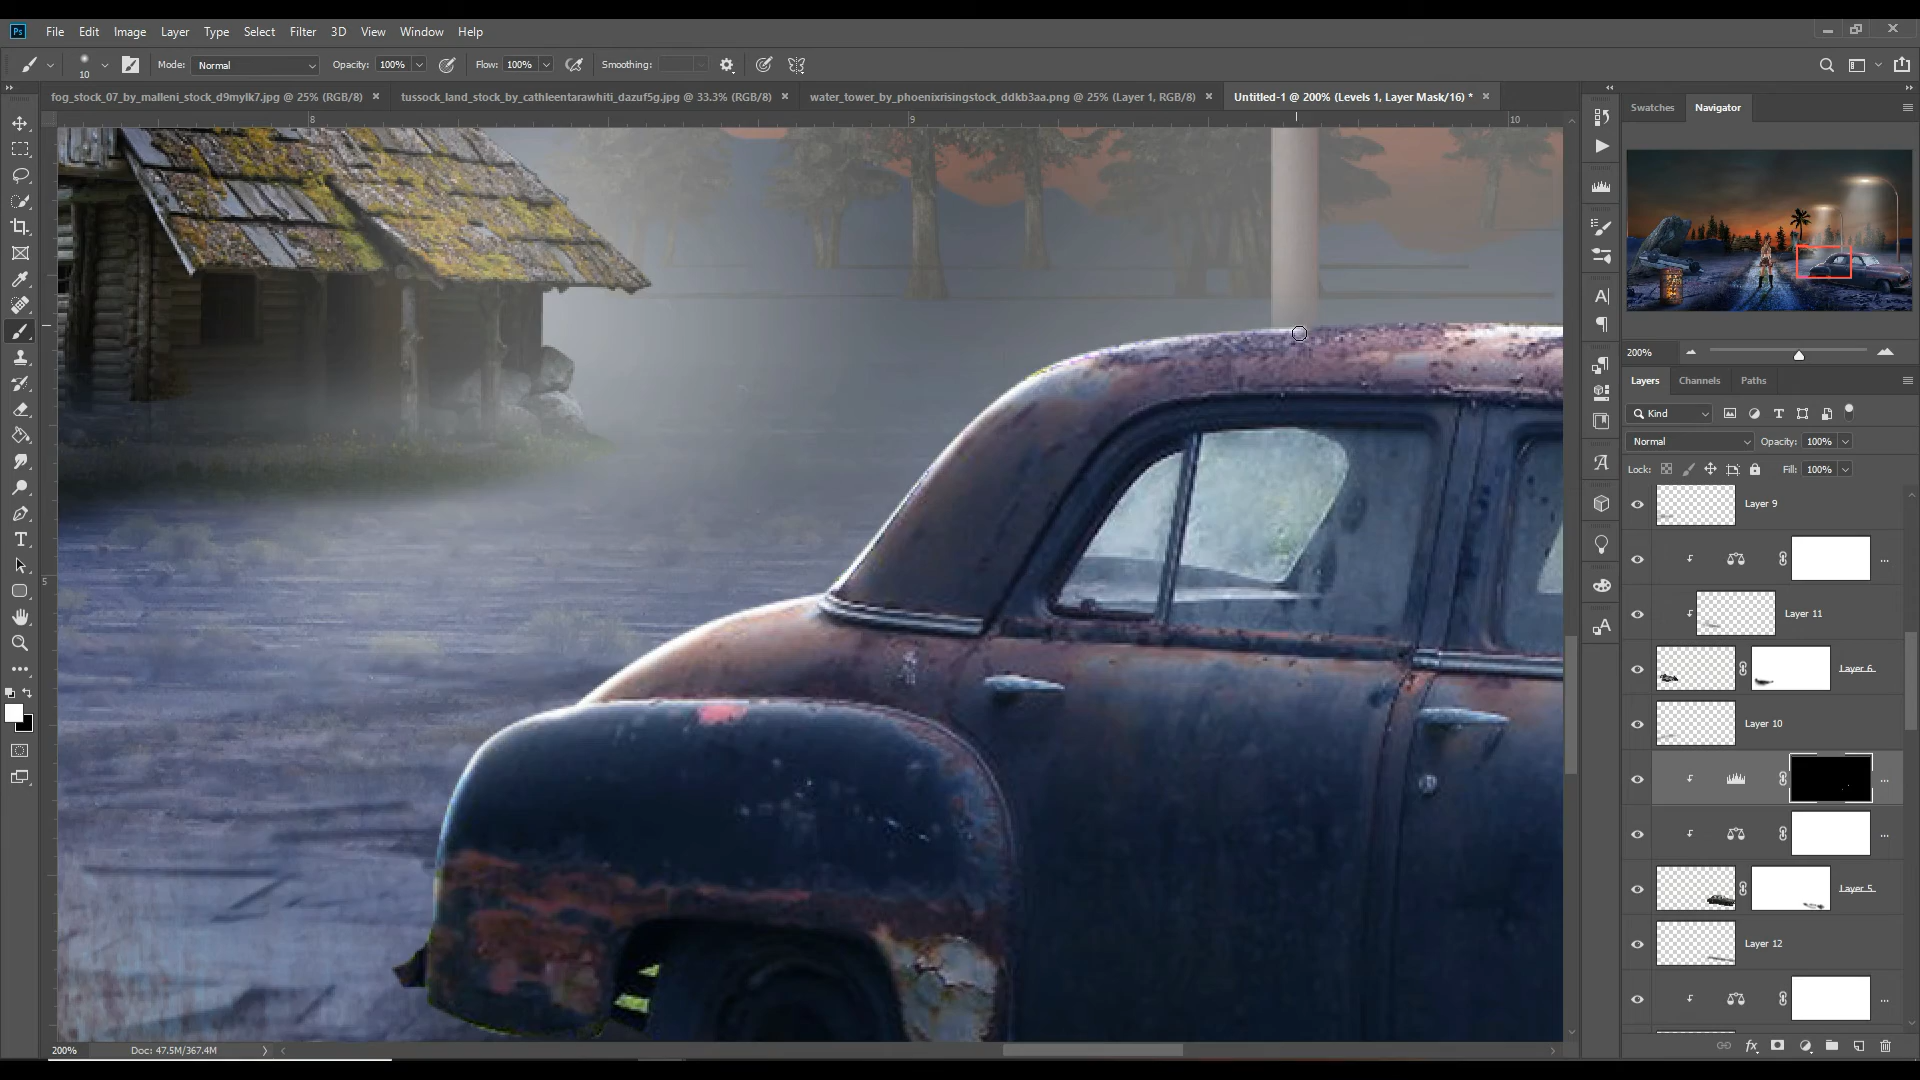 Ps File Edit Image Layer Type Select Filter 3D View Window Help
10 Mode: Normal Opacity: 100% Flow: 100% Smoothing:
fog_stock_07_by_malleni_stock_d9mylk7.jpg @ 25% (RGB/8) × tussock_land_stock_by_cathleentarawhiti_dazuf5g.jpg @ 33.3% (RGB/8) × water_tower_by_phoenixrisingstock_ddkb3aa.png @ 25% (Layer 1, RGB/8) × Untitled-1 @ 200% (Levels 1, Layer Mask/16) * ×
Swatches Navigator
8 9 10
5
200%
Layers Channels Paths
Kind
Normal Opacity: 100%
Lock: Fill: 100%
Layer 9
...
Layer 11
Layer 6
Layer 10
...
...
Layer 5
Layer 12
...
200% Doc: 47.5M/367.4M
fx